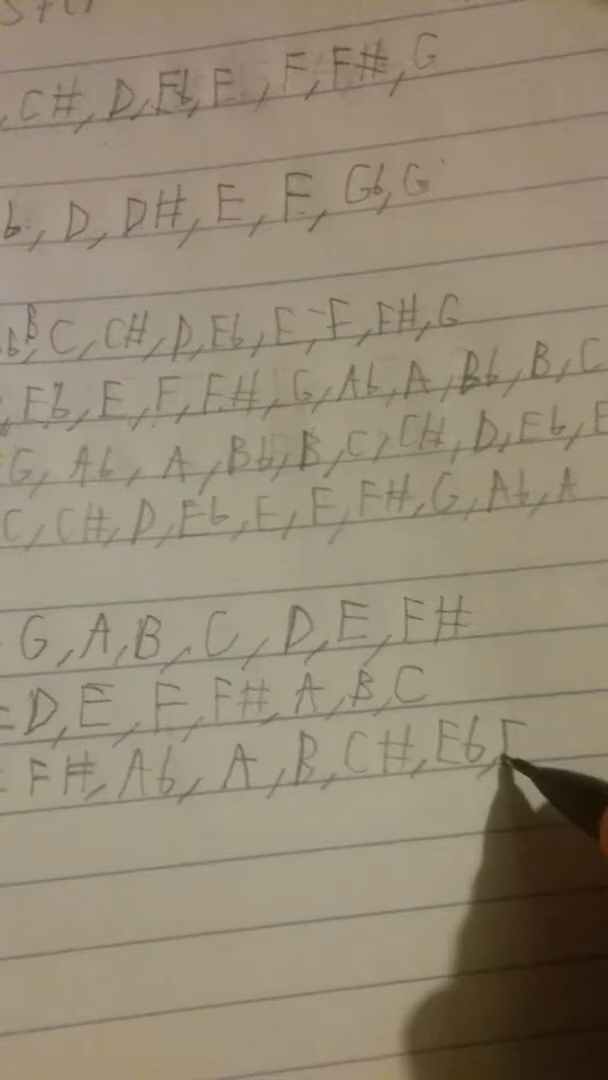 , C#, D, Eb, E, F, F#, G
b, D, D#, E, F, Gb, G
b, B, C, C#, D, Eb, E, F, F#, G
, Eb, E, F, F#, G, Ab, A, Bb, B, C
G, Ab, A, Bb, B, C, C#, D, Eb, E
C, C#, D, Eb, E, F, F#, G, Ab, A
G, A, B, C, D, E, F#
= D, E, F, F#, A, B, C
= F#, Ab, A, B, C#, Eb, F